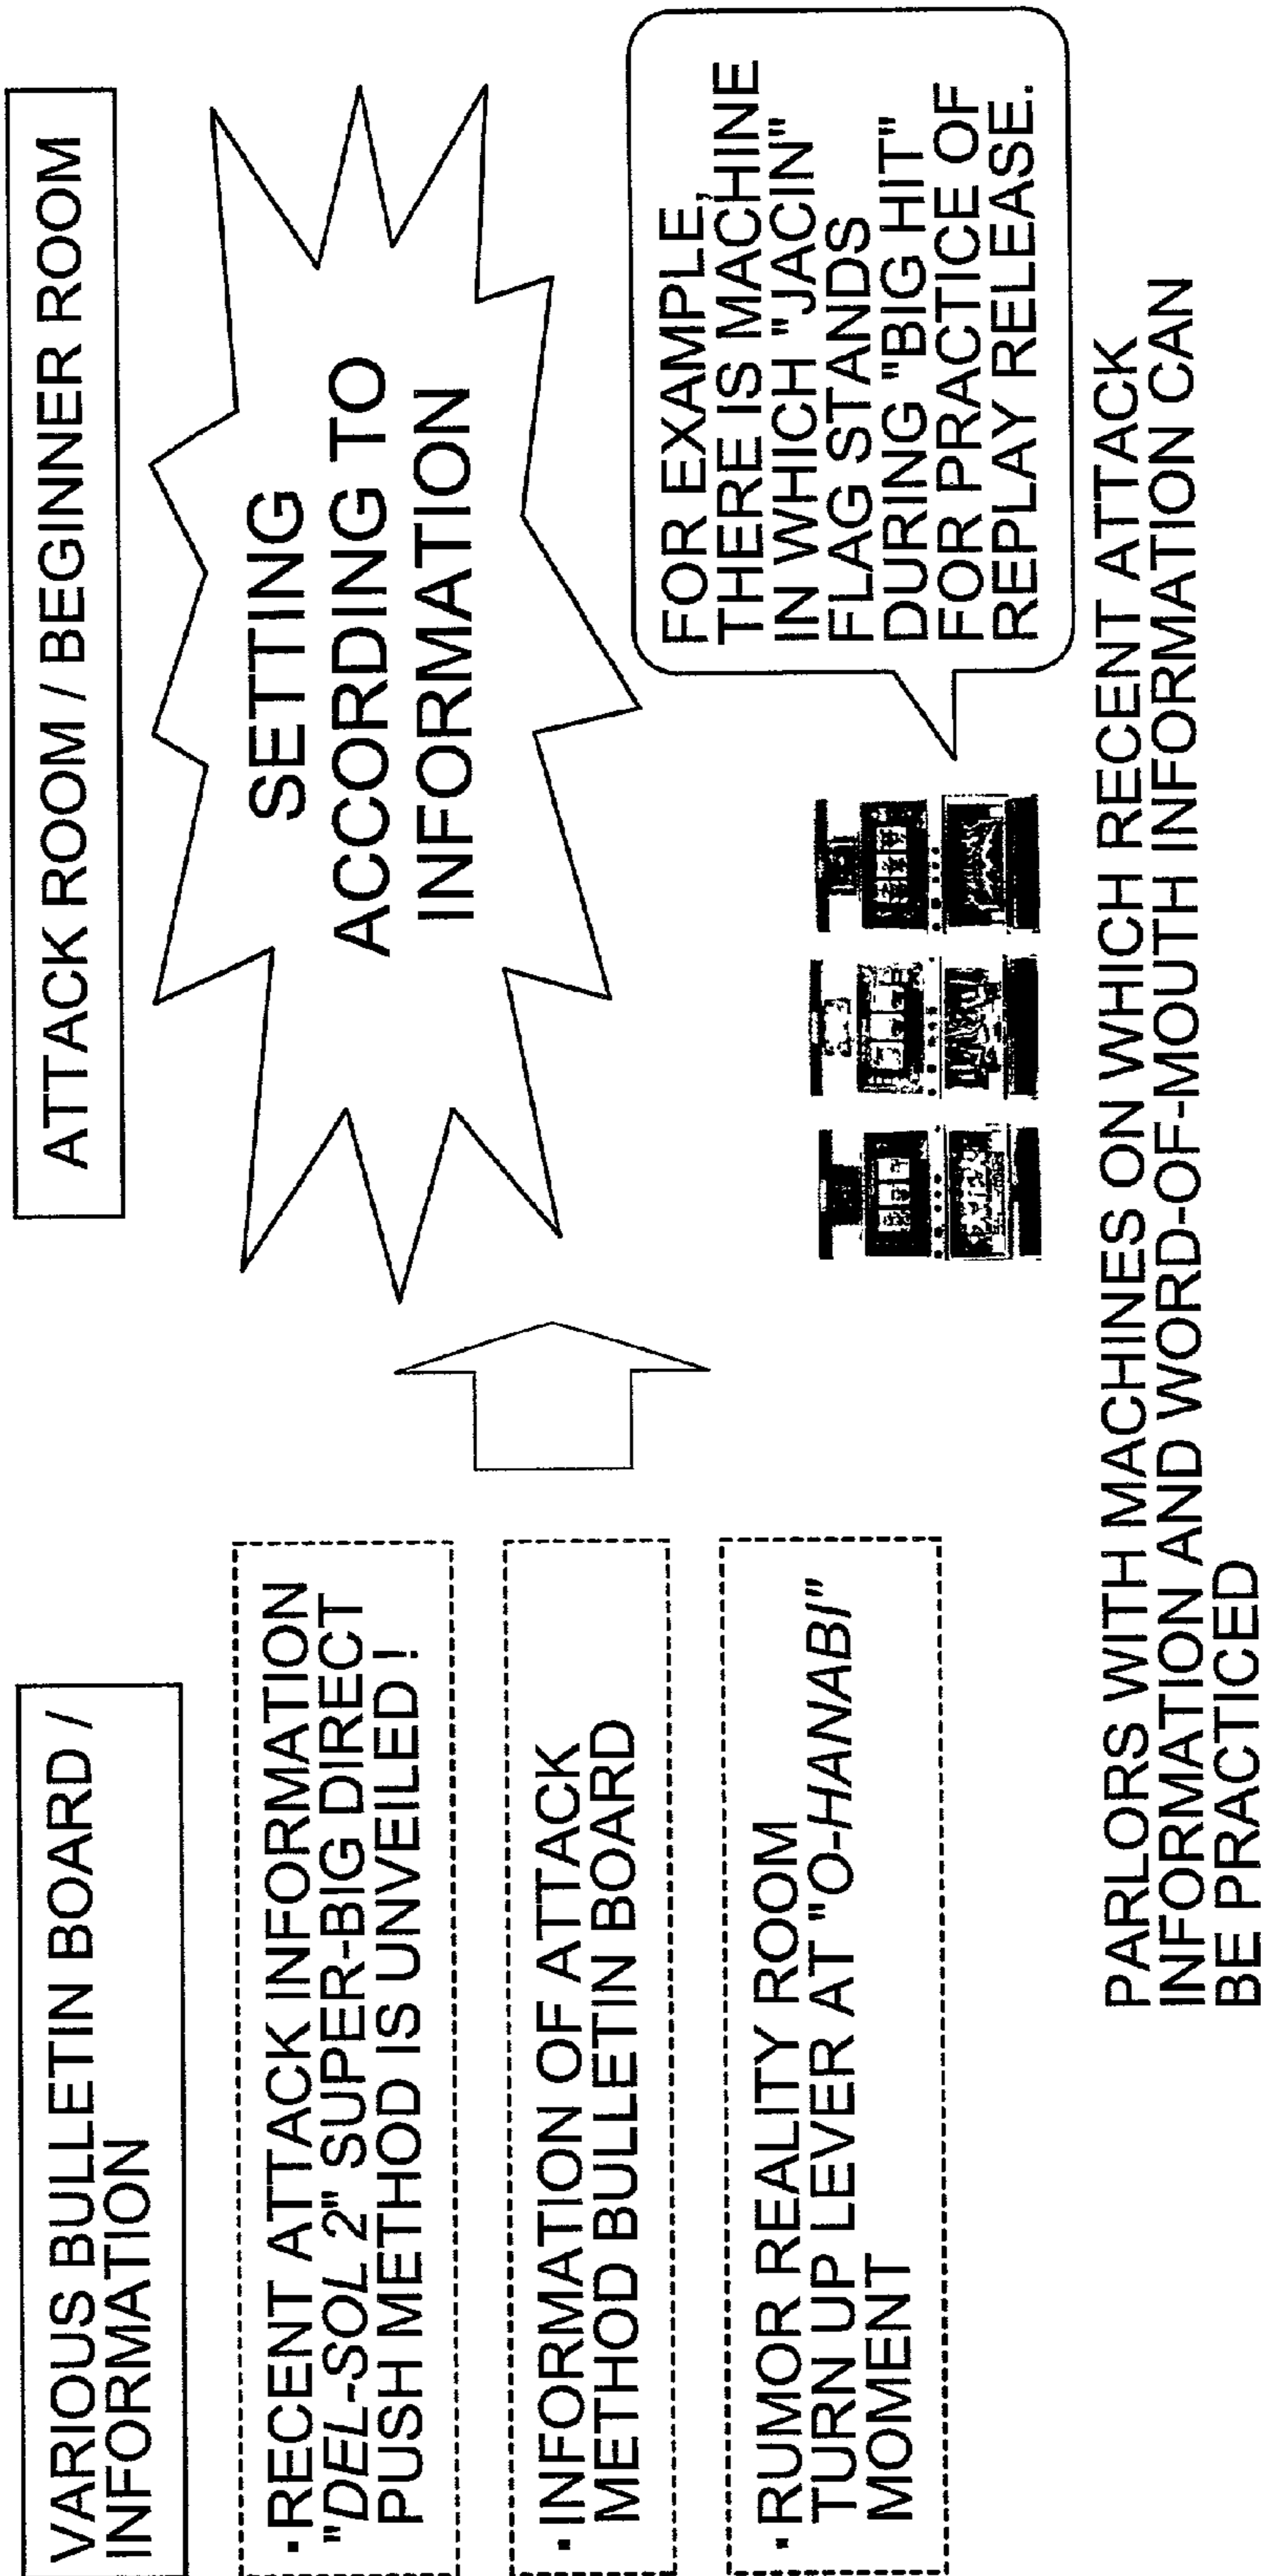 VARIOUS BULLETIN BOARD /
INFORMATION
・RECENT ATTACK INFORMATION
"DEL-SOL 2" SUPER-BIG DIRECT
PUSH METHOD IS UNVEILED !
・INFORMATION OF ATTACK
METHOD BULLETIN BOARD
・RUMOR REALITY ROOM
TURN UP LEVER AT "O-HANABI"
MOMENT
ATTACK ROOM / BEGINNER ROOM
SETTING
ACCORDING TO
INFORMATION
FOR EXAMPLE,
THERE IS MACHINE
IN WHICH "JACIN"
FLAG STANDS
DURING "BIG HIT"
FOR PRACTICE OF
REPLAY RELEASE.
PARLORS WITH MACHINES ON WHICH RECENT ATTACK
INFORMATION AND WORD-OF-MOUTH INFORMATION CAN
BE PRACTICED